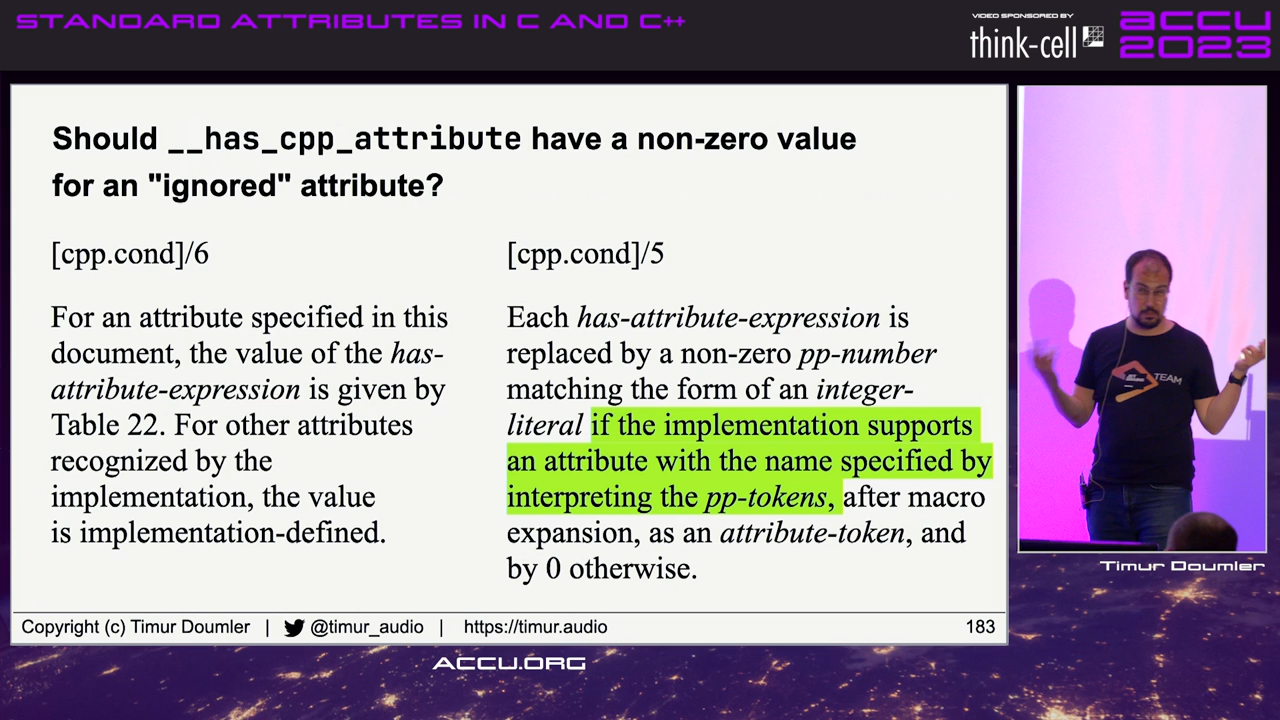 STANDARD ATTRIBUTES IN C AND C++
VIDEO SPONSORED BY
think-cell
ACCU
2023
Should __has_cpp_attribute have a non-zero value
for an "ignored" attribute?
[cpp.cond]/6
For an attribute specified in this
document, the value of the has-
attribute-expression is given by
Table 22. For other attributes
recognized by the
implementation, the value
is implementation-defined.
[cpp.cond]/5
Each has-attribute-expression is
replaced by a non-zero pp-number
matching the form of an integer-
literal if the implementation supports
an attribute with the name specified by
interpreting the pp-tokens, after macro
expansion, as an attribute-token, and
by 0 otherwise.
TEAM
Timur Doumler
Copyright (c) Timur Doumler | @timur_audio | https://timur.audio 183
ACCU.ORG